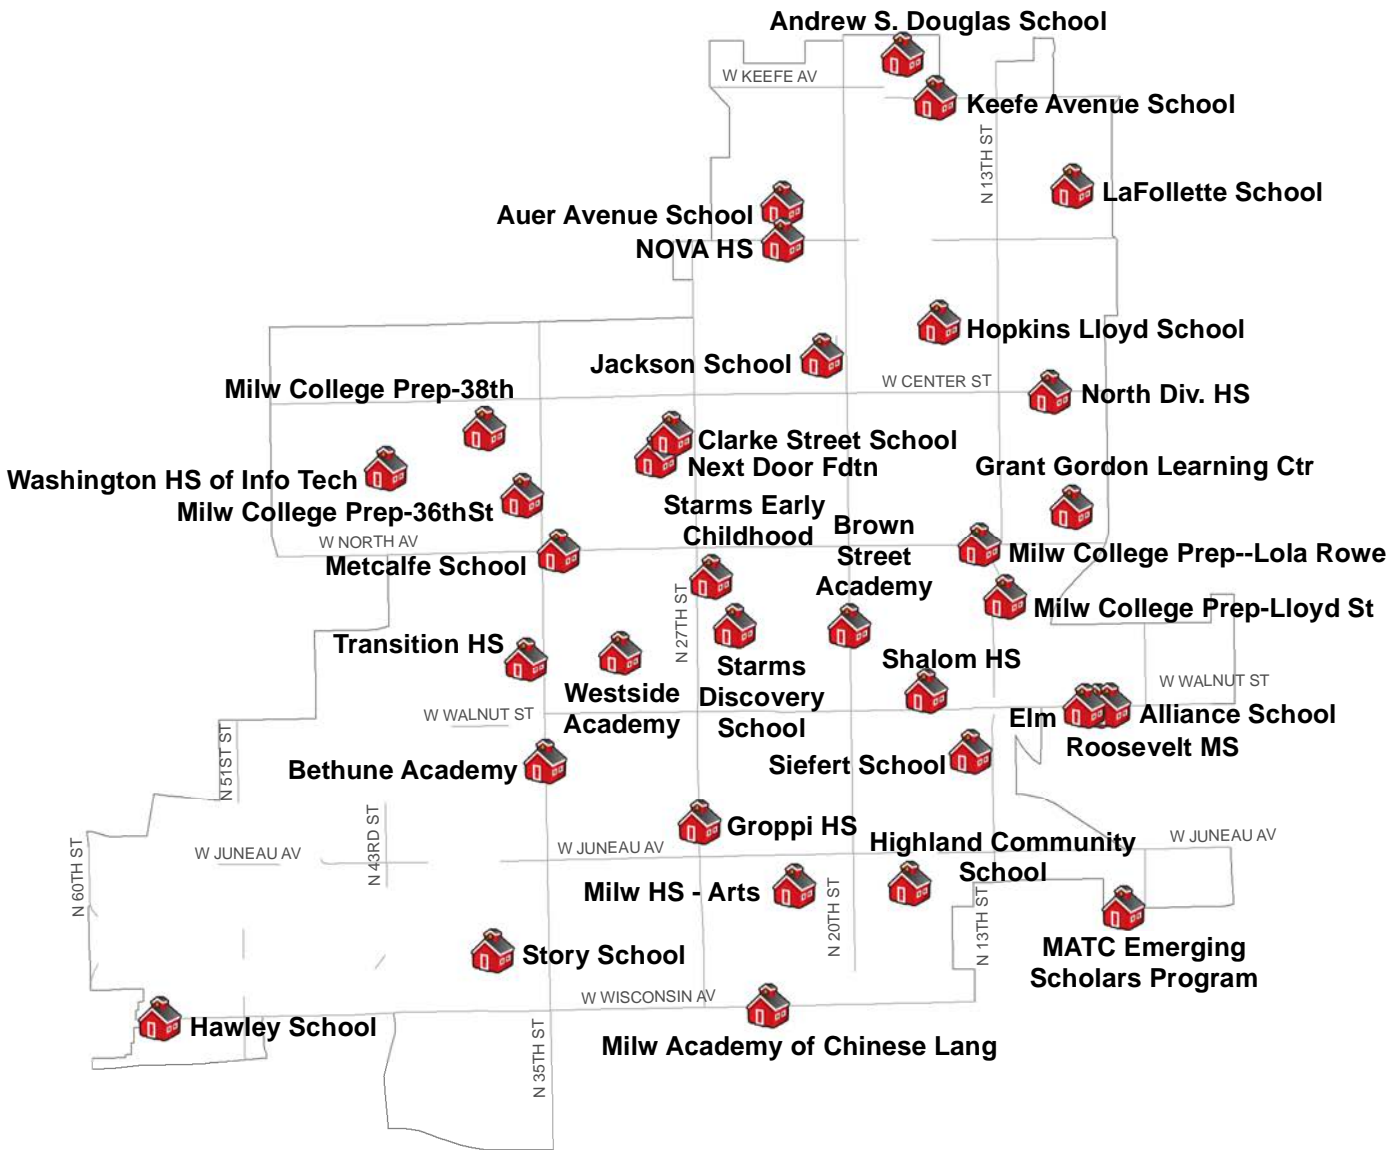 Andrew S. Douglas School
W KEEFE AV
Keefe Avenue School
N 13TH ST
LaFollette School
Auer Avenue School
NOVA HS
Hopkins Lloyd School
Jackson School
W CENTER ST
Milw College Prep-38th
North Div. HS
Clarke Street School
Next Door Fdtn
Grant Gordon Learning Ctr
Washington HS of Info Tech
Milw College Prep-36thSt
Starms Early
Childhood
Brown
Street
Academy
W NORTH AV
Metcalfe School
Milw College Prep--Lola Rowe
Milw College Prep-Lloyd St
N 27TH ST
Transition HS
Westside
Academy
Starms
Discovery
School
Shalom HS
W WALNUT ST
W WALNUT ST
Elm
Alliance School
Roosevelt MS
N 51ST ST
Bethune Academy
Siefert School
Groppi HS
N 43RD ST
N 60TH ST
W JUNEAU AV
W JUNEAU AV
Highland Community
School
W JUNEAU AV
Milw HS - Arts
N 20TH ST
N 13TH ST
MATC Emerging
Scholars Program
Story School
W WISCONSIN AV
Hawley School
N 35TH ST
Milw Academy of Chinese Lang